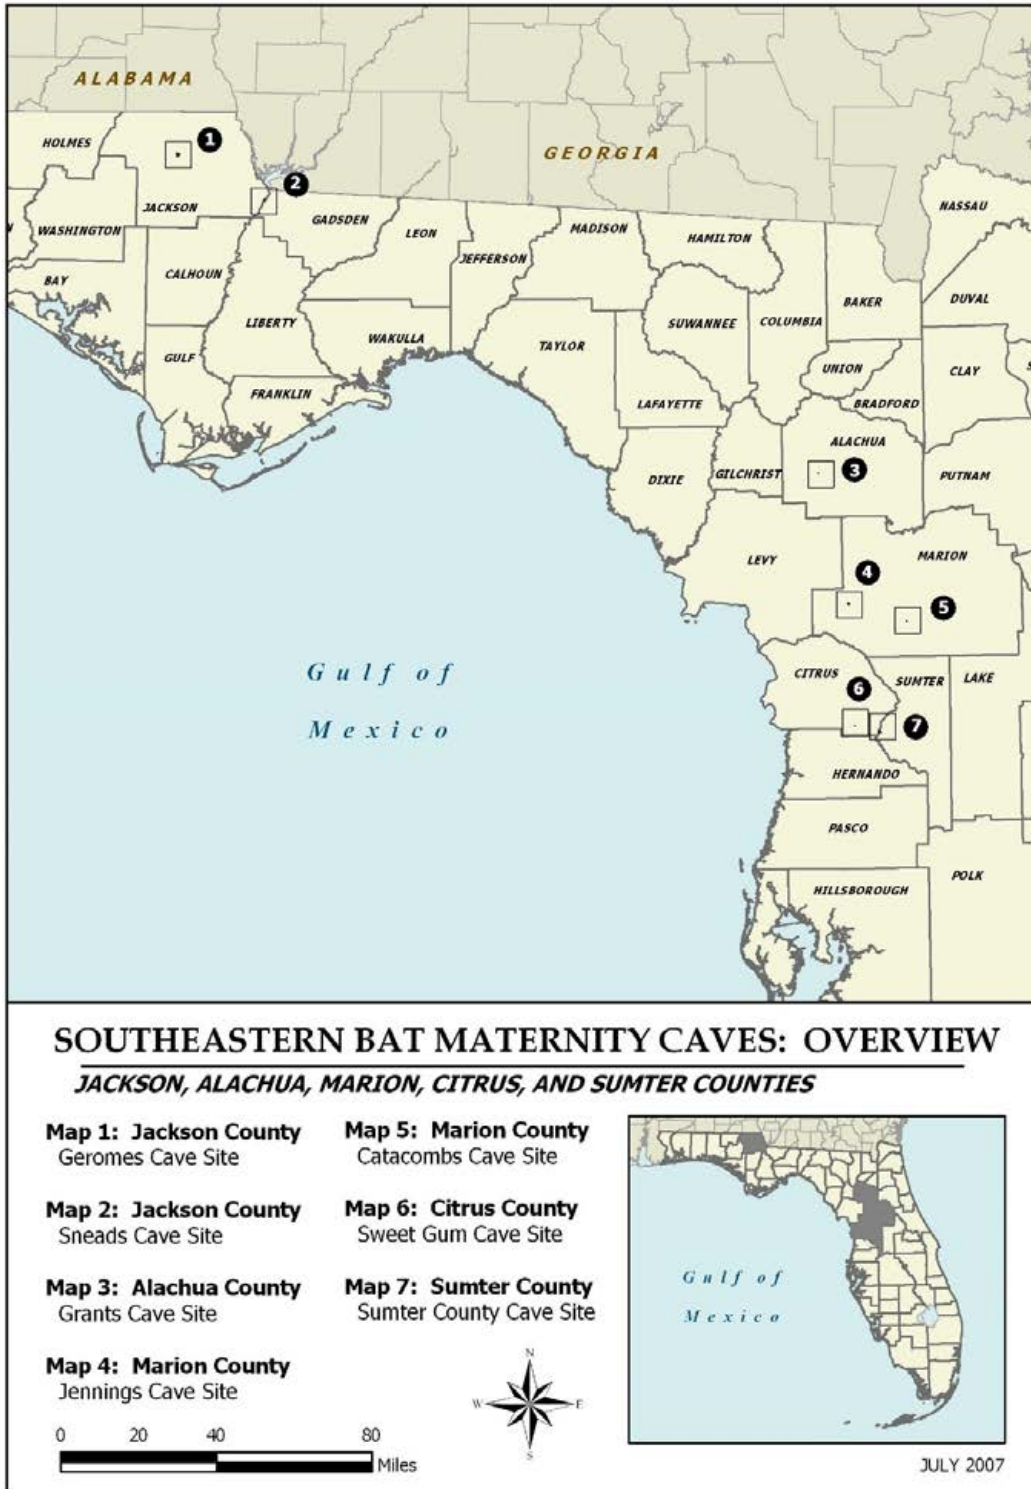 ALABAMA
GEORGIA
HOLMES
1
2
JACKSON
WASHINGTON
GADSDEN
LEON
MADISON
HAMILTON
NASSAU
JEFFERSON
BAY
CALHOUN
BAKER
DUVAL
LIBERTY
WAKULLA
TAYLOR
SUWANNEE
COLUMBIA
GULF
UNION
CLAY
FRANKLIN
LAFAYETTE
BRADFORD
ALACHUA
DIXIE
GILCHRIST
3
PUTNAM
LEVY
4
MARION
5
Gulf of
Mexico
CITRUS
6
SUMTER
LAKE
7
HERNANDO
PASCO
HILLSBOROUGH
POLK
SOUTHEASTERN BAT MATERNITY CAVES: OVERVIEW
JACKSON, ALACHUA, MARION, CITRUS, AND SUMTER COUNTIES
Map 1: Jackson County
Geromes Cave Site
Map 2: Jackson County
Sneads Cave Site
Map 3: Alachua County
Grants Cave Site
Map 4: Marion County
Jennings Cave Site
Map 5: Marion County
Catacombs Cave Site
Map 6: Citrus County
Sweet Gum Cave Site
Map 7: Sumter County
Sumter County Cave Site
0 20 40 80
Miles
N
W E
S
Gulf of
Mexico
JULY 2007